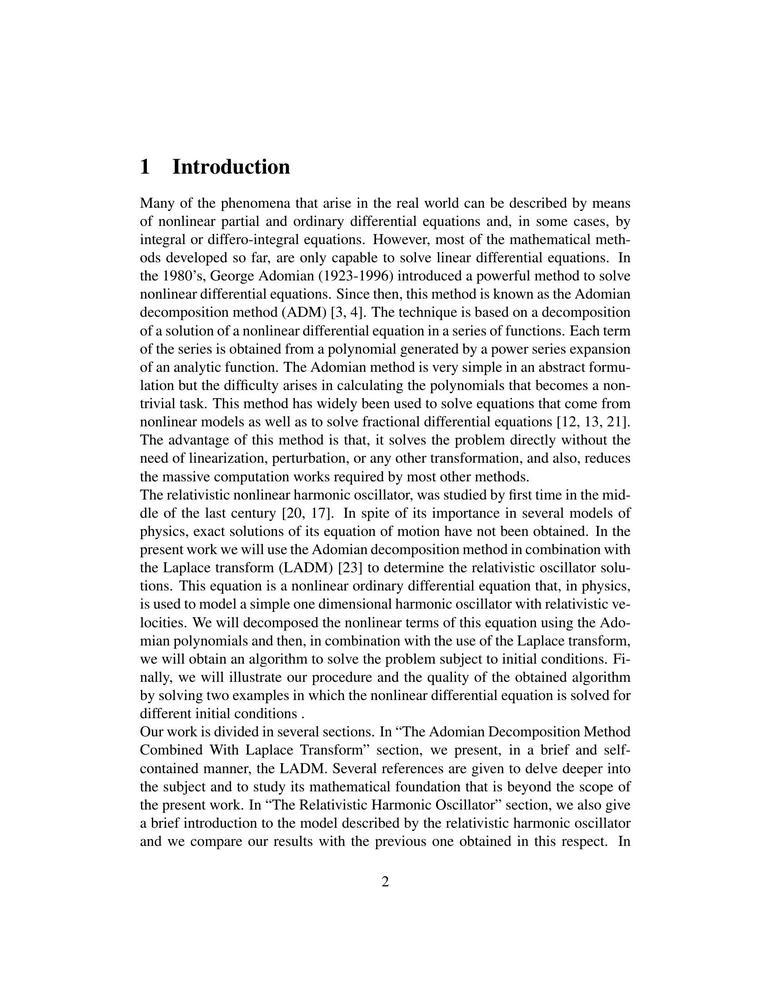 1 Introduction
Many of the phenomena that arise in the real world can be described by means
of nonlinear partial and ordinary differential equations and, in some cases, by
integral or differo-integral equations. However, most of the mathematical meth-
ods developed so far, are only capable to solve linear differential equations. In
the 1980's, George Adomian (1923-1996) introduced a powerful method to solve
nonlinear differential equations. Since then, this method is known as the Adomian
decomposition method (ADM) [3, 4]. The technique is based on a decomposition
of a solution of a nonlinear differential equation in a series of functions. Each term
of the series is obtained from a polynomial generated by a power series expansion
of an analytic function. The Adomian method is very simple in an abstract formu-
lation but the difficulty arises in calculating the polynomials that becomes a non-
trivial task. This method has widely been used to solve equations that come from
nonlinear models as well as to solve fractional differential equations [12, 13, 21].
The advantage of this method is that, it solves the problem directly without the
need of linearization, perturbation, or any other transformation, and also, reduces
the massive computation works required by most other methods.
The relativistic nonlinear harmonic oscillator, was studied by first time in the mid-
dle of the last century [20, 17]. In spite of its importance in several models of
physics, exact solutions of its equation of motion have not been obtained. In the
present work we will use the Adomian decomposition method in combination with
the Laplace transform (LADM) [23] to determine the relativistic oscillator solu-
tions. This equation is a nonlinear ordinary differential equation that, in physics,
is used to model a simple one dimensional harmonic oscillator with relativistic ve-
locities. We will decomposed the nonlinear terms of this equation using the Ado-
mian polynomials and then, in combination with the use of the Laplace transform,
we will obtain an algorithm to solve the problem subject to initial conditions. Fi-
nally, we will illustrate our procedure and the quality of the obtained algorithm
by solving two examples in which the nonlinear differential equation is solved for
different initial conditions .
Our work is divided in several sections. In “The Adomian Decomposition Method
Combined With Laplace Transform” section, we present, in a brief and self-
contained manner, the LADM. Several references are given to delve deeper into
the subject and to study its mathematical foundation that is beyond the scope of
the present work. In “The Relativistic Harmonic Oscillator” section, we also give
a brief introduction to the model described by the relativistic harmonic oscillator
and we compare our results with the previous one obtained in this respect. In
2